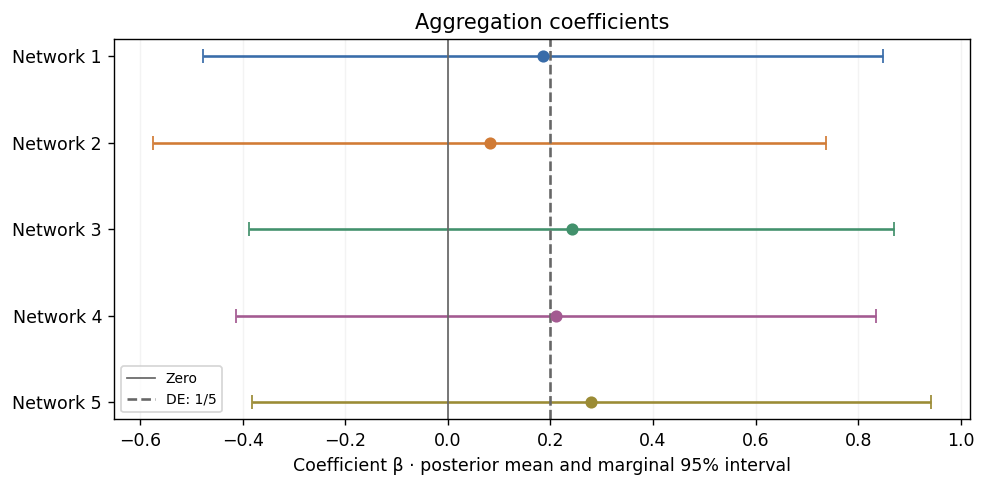 Aggregation coefficients
Network 1
Network 2
Network 3
Network 4
Network 5
Zero
DE: 1/5
−0.6 −0.4 −0.2 0.0 0.2 0.4 0.6 0.8 1.0
Coefficient β · posterior mean and marginal 95% interval